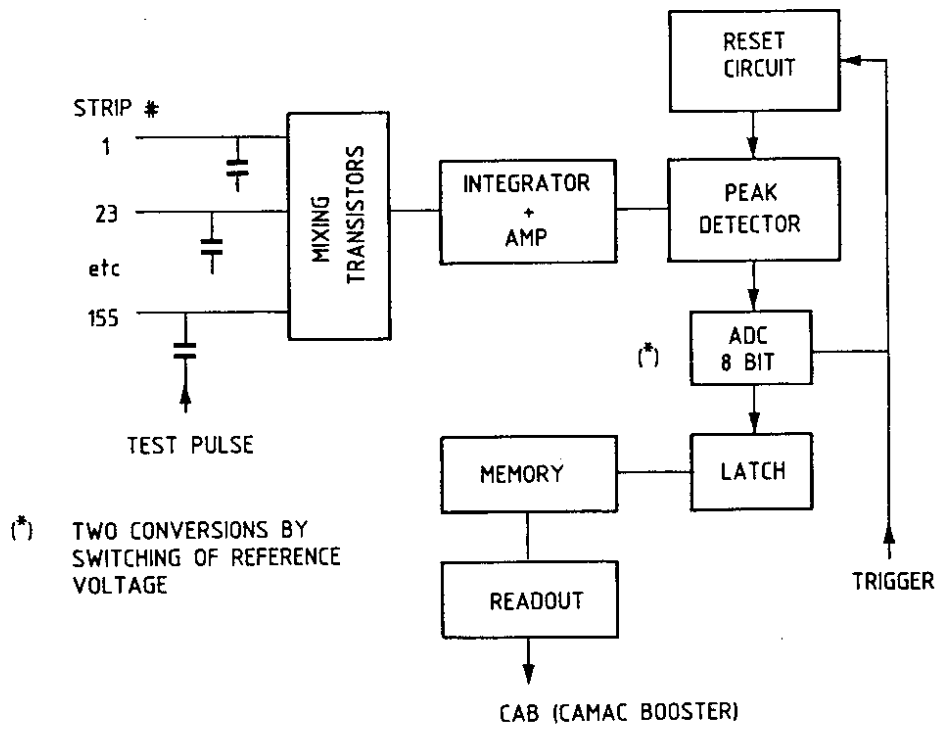 RESET
CIRCUIT
STRIP #
1
23
etc
155
MIXING
TRANSISTORS
INTEGRATOR
+
AMP
PEAK
DETECTOR
(*)
ADC
8 BIT
TEST PULSE
MEMORY
LATCH
(*) TWO CONVERSIONS BY
SWITCHING OF REFERENCE
VOLTAGE
READOUT
TRIGGER
CAB (CAMAC BOOSTER)